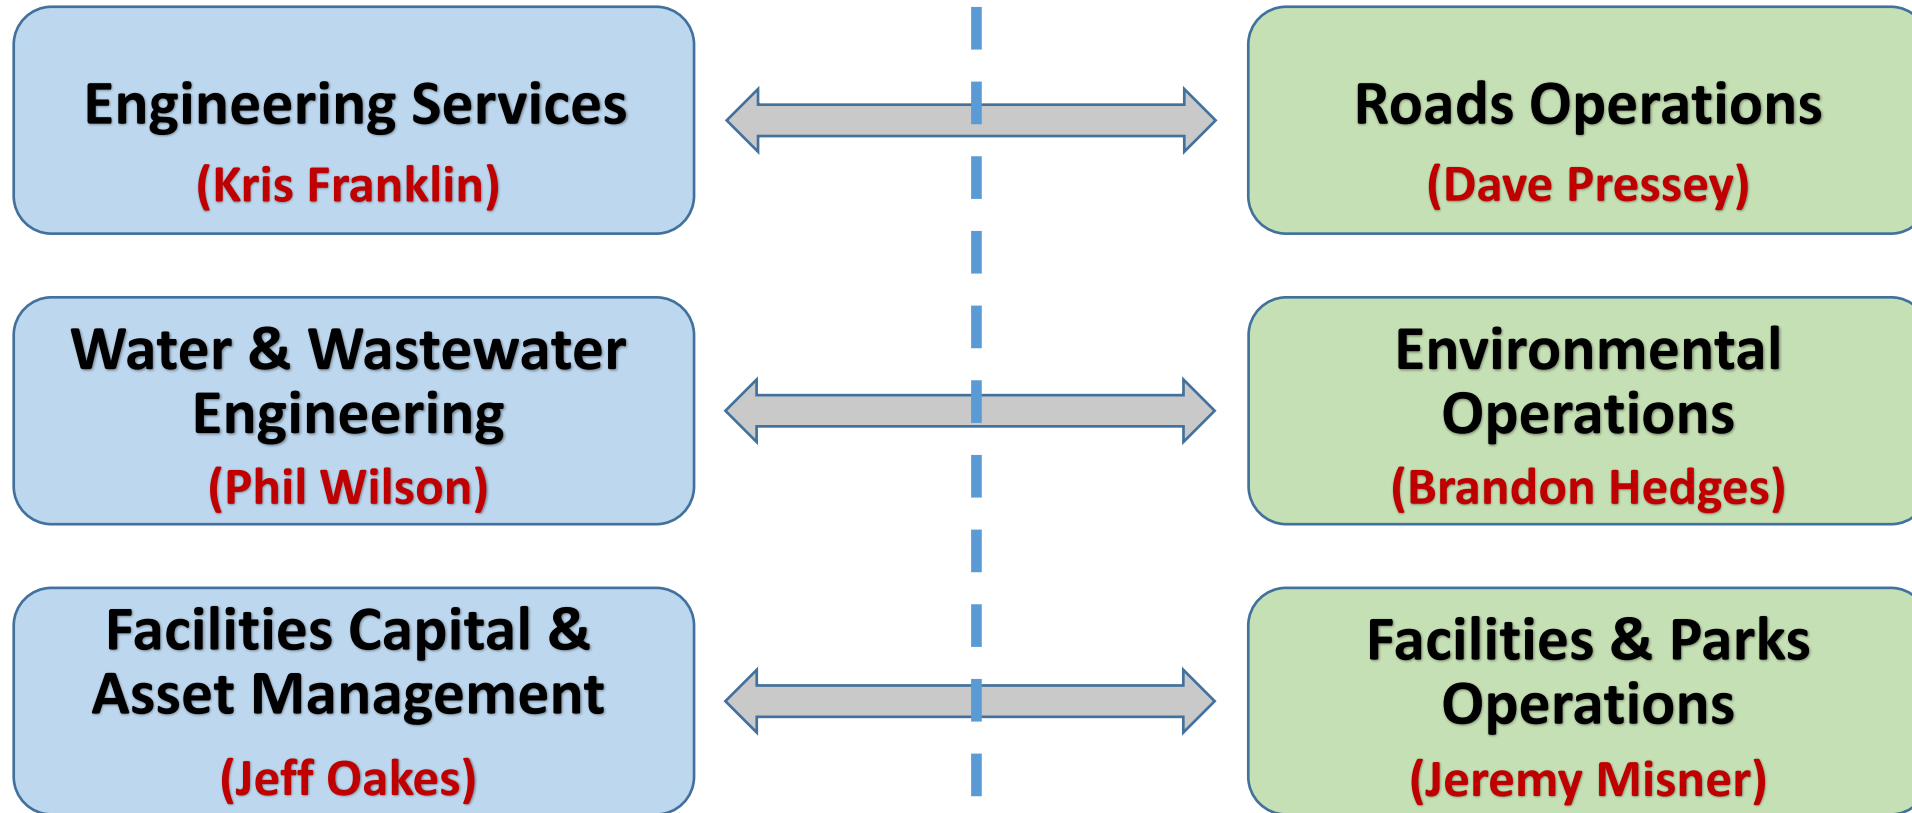 Engineering Services
(Kris Franklin)
Roads Operations
(Dave Pressey)
Water & Wastewater
Engineering
(Phil Wilson)
Environmental
Operations
(Brandon Hedges)
Facilities Capital &
Asset Management
(Jeff Oakes)
Facilities & Parks
Operations
(Jeremy Misner)